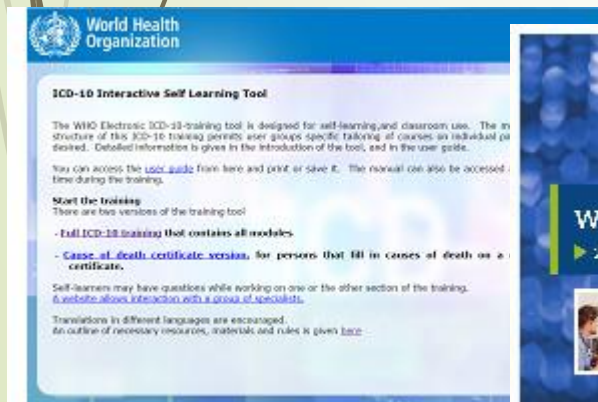 World Health
Organization
ICD-10 Interactive Self Learning Tool
The WHO Electronic ICD-10-training tool is designed for self-learning,and classroom use. The m
structure of this ICD-10 training permits user groups specific tailoring of courses on individual pa
desired. Detailed information is given in the introduction of the tool, and in the user guide.
You can access the user guide from here and print or save it. The manual can also be accessed
time during the training.
Start the training
There are two versions of the training tool
- Full ICD-10 training that contains all modules
- Cause of death certificate version, for persons that fill in causes of death on a
certificate.
Self-learners may have questions while working on one or the other section of the training.
A website allows interaction with a group of specialists.
Translations in different languages are encouraged.
An outline of necessary resources, materials and rules is given here
W
2